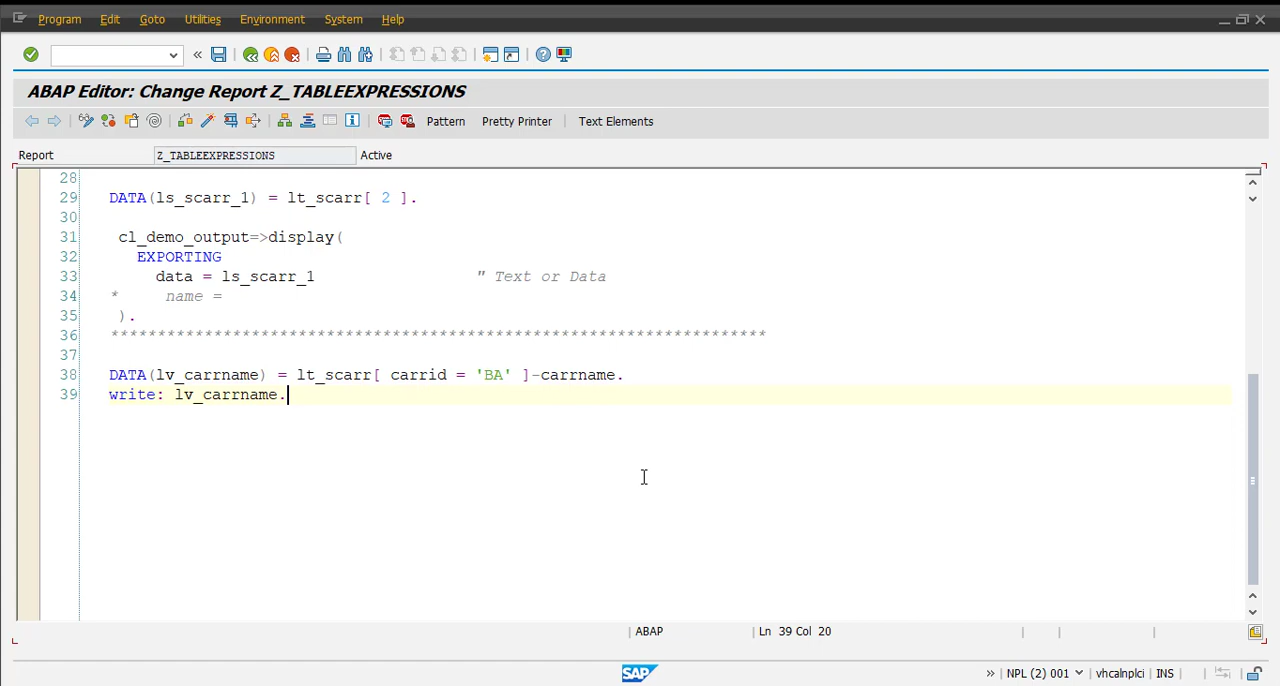 Program Edit Goto Utilities Environment System Help
ABAP Editor: Change Report Z_TABLEEXPRESSIONS
Pattern Pretty Printer Text Elements
Report Z_TABLEEXPRESSIONS Active
28
29 DATA(ls_scarr_1) = lt_scarr[ 2 ].
30
31 cl_demo_output=>display(
32 EXPORTING
33 data = ls_scarr_1 " Text or Data
34 * name =
35 ).
36 **********************************************************************
37
38 DATA(lv_carrname) = lt_scarr[ carrid = 'BA' ]-carrname.
39 write: lv_carrname.
ABAP Ln 39 Col 20
SAP » NPL (2) 001 vhcalnplci INS